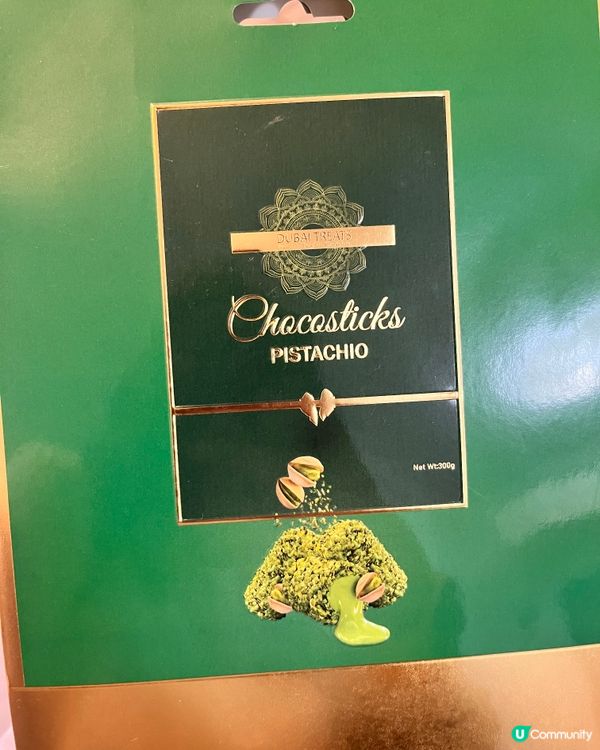 DUBAI TREATS
Chocosticks
PISTACHIO
Net Wt:300g
U Community